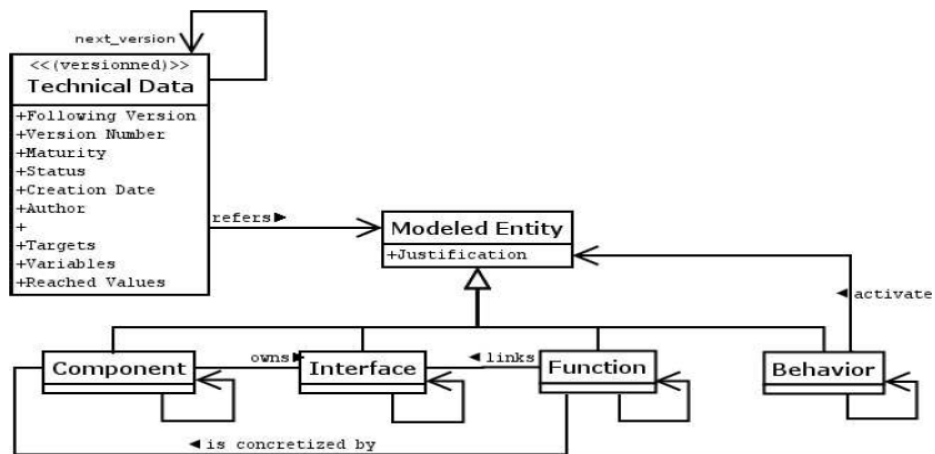 next_version
<<(versionned)>>
Technical Data
+Following Version
+Version Number
+Maturity
+Status
+Creation Date
+Author
+
+Targets
+Variables
+Reached Values
refers►
Modeled Entity
+Justification
◄activate
Component
owns►
Interface
◄links
Function
Behavior
◄is concretized by